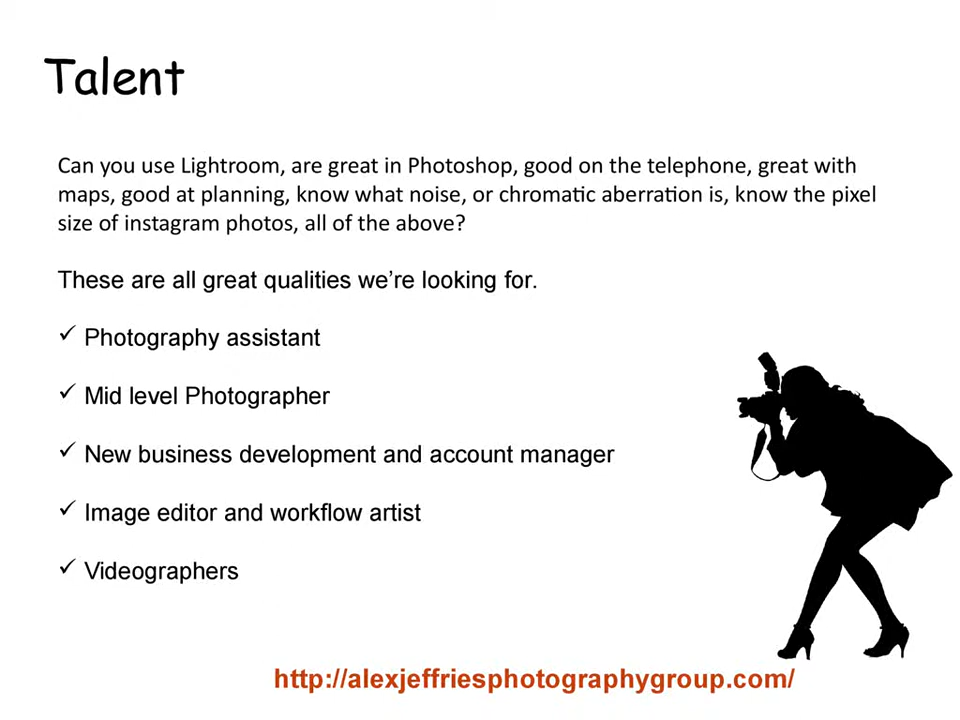 Talent
Can you use Lightroom, are great in Photoshop, good on the telephone, great with
maps, good at planning, know what noise, or chromatic aberration is, know the pixel
size of instagram photos, all of the above?
These are all great qualities we’re looking for.
✓ Photography assistant
✓ Mid level Photographer
✓ New business development and account manager
✓ Image editor and workflow artist
✓ Videographers
http://alexjeffriesphotographygroup.com/